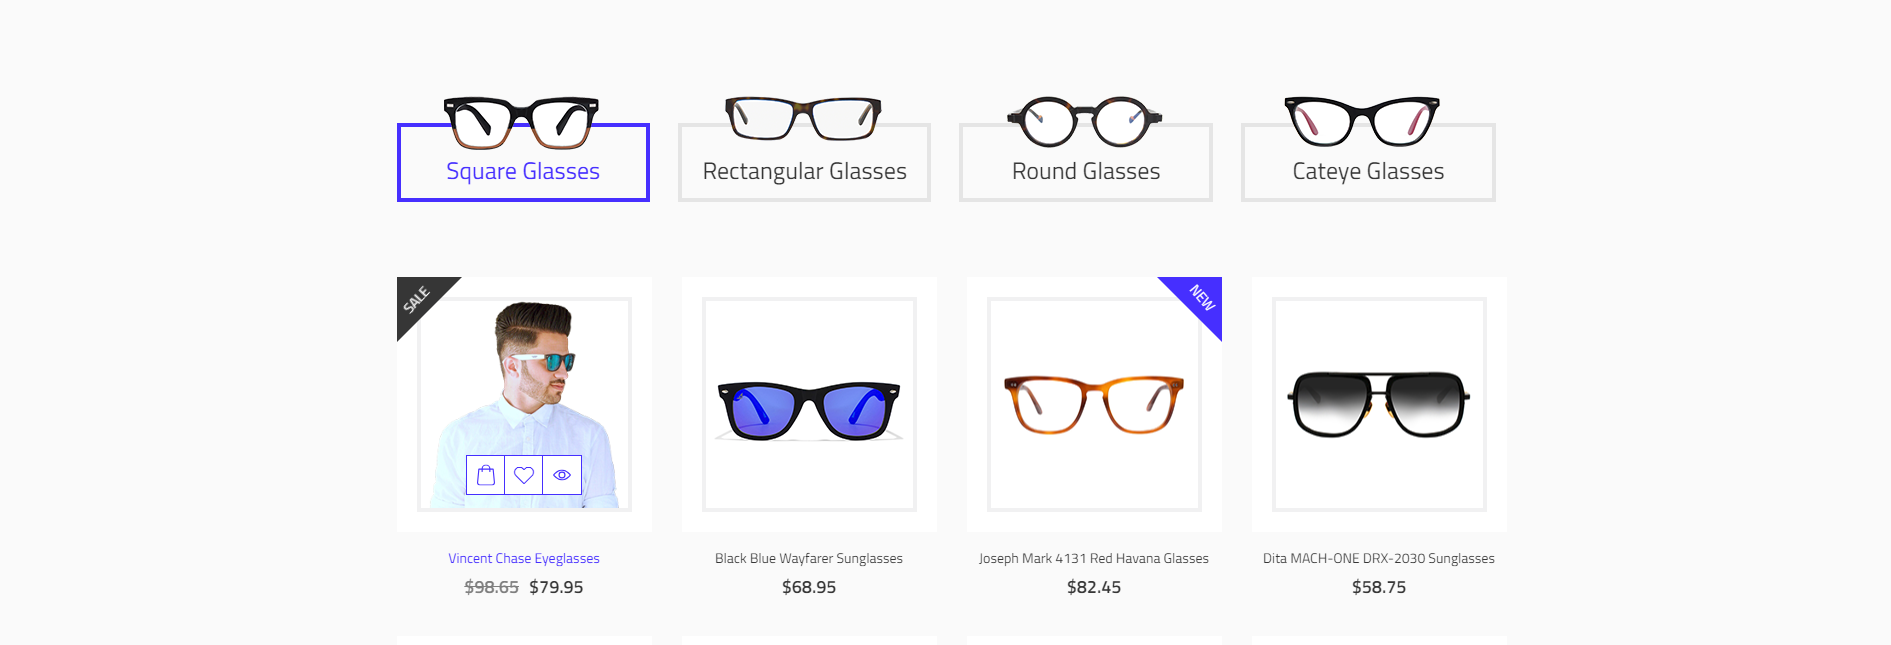 Square Glasses
Rectangular Glasses
Round Glasses
Cateye Glasses
SALE
NEW
Vincent Chase Eyeglasses
Black Blue Wayfarer Sunglasses
Joseph Mark 4131 Red Havana Glasses
Dita MACH-ONE DRX-2030 Sunglasses
$98.65 $79.95
$68.95
$82.45
$58.75